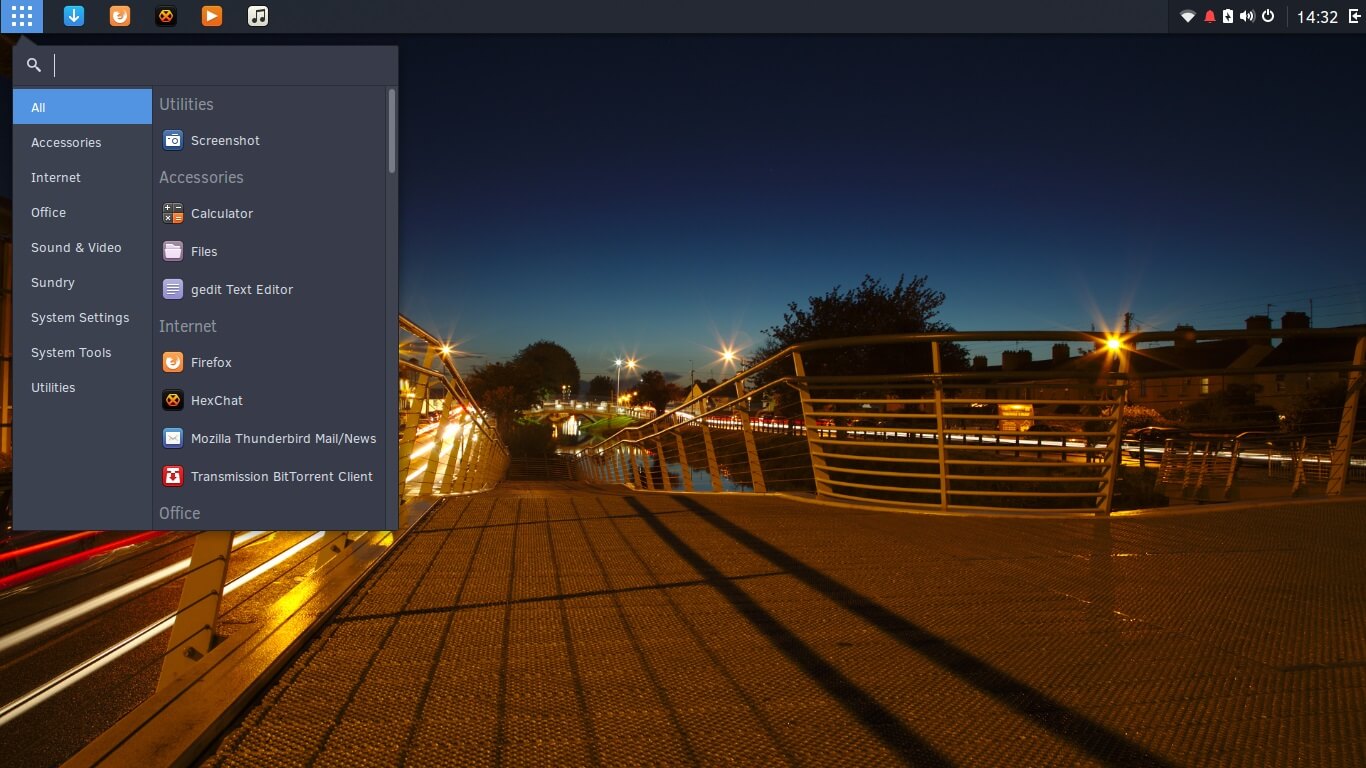 14:32
All
Accessories
Internet
Office
Sound & Video
Sundry
System Settings
System Tools
Utilities
Utilities
Screenshot
Accessories
Calculator
Files
gedit Text Editor
Internet
Firefox
HexChat
Mozilla Thunderbird Mail/News
Transmission BitTorrent Client
Office